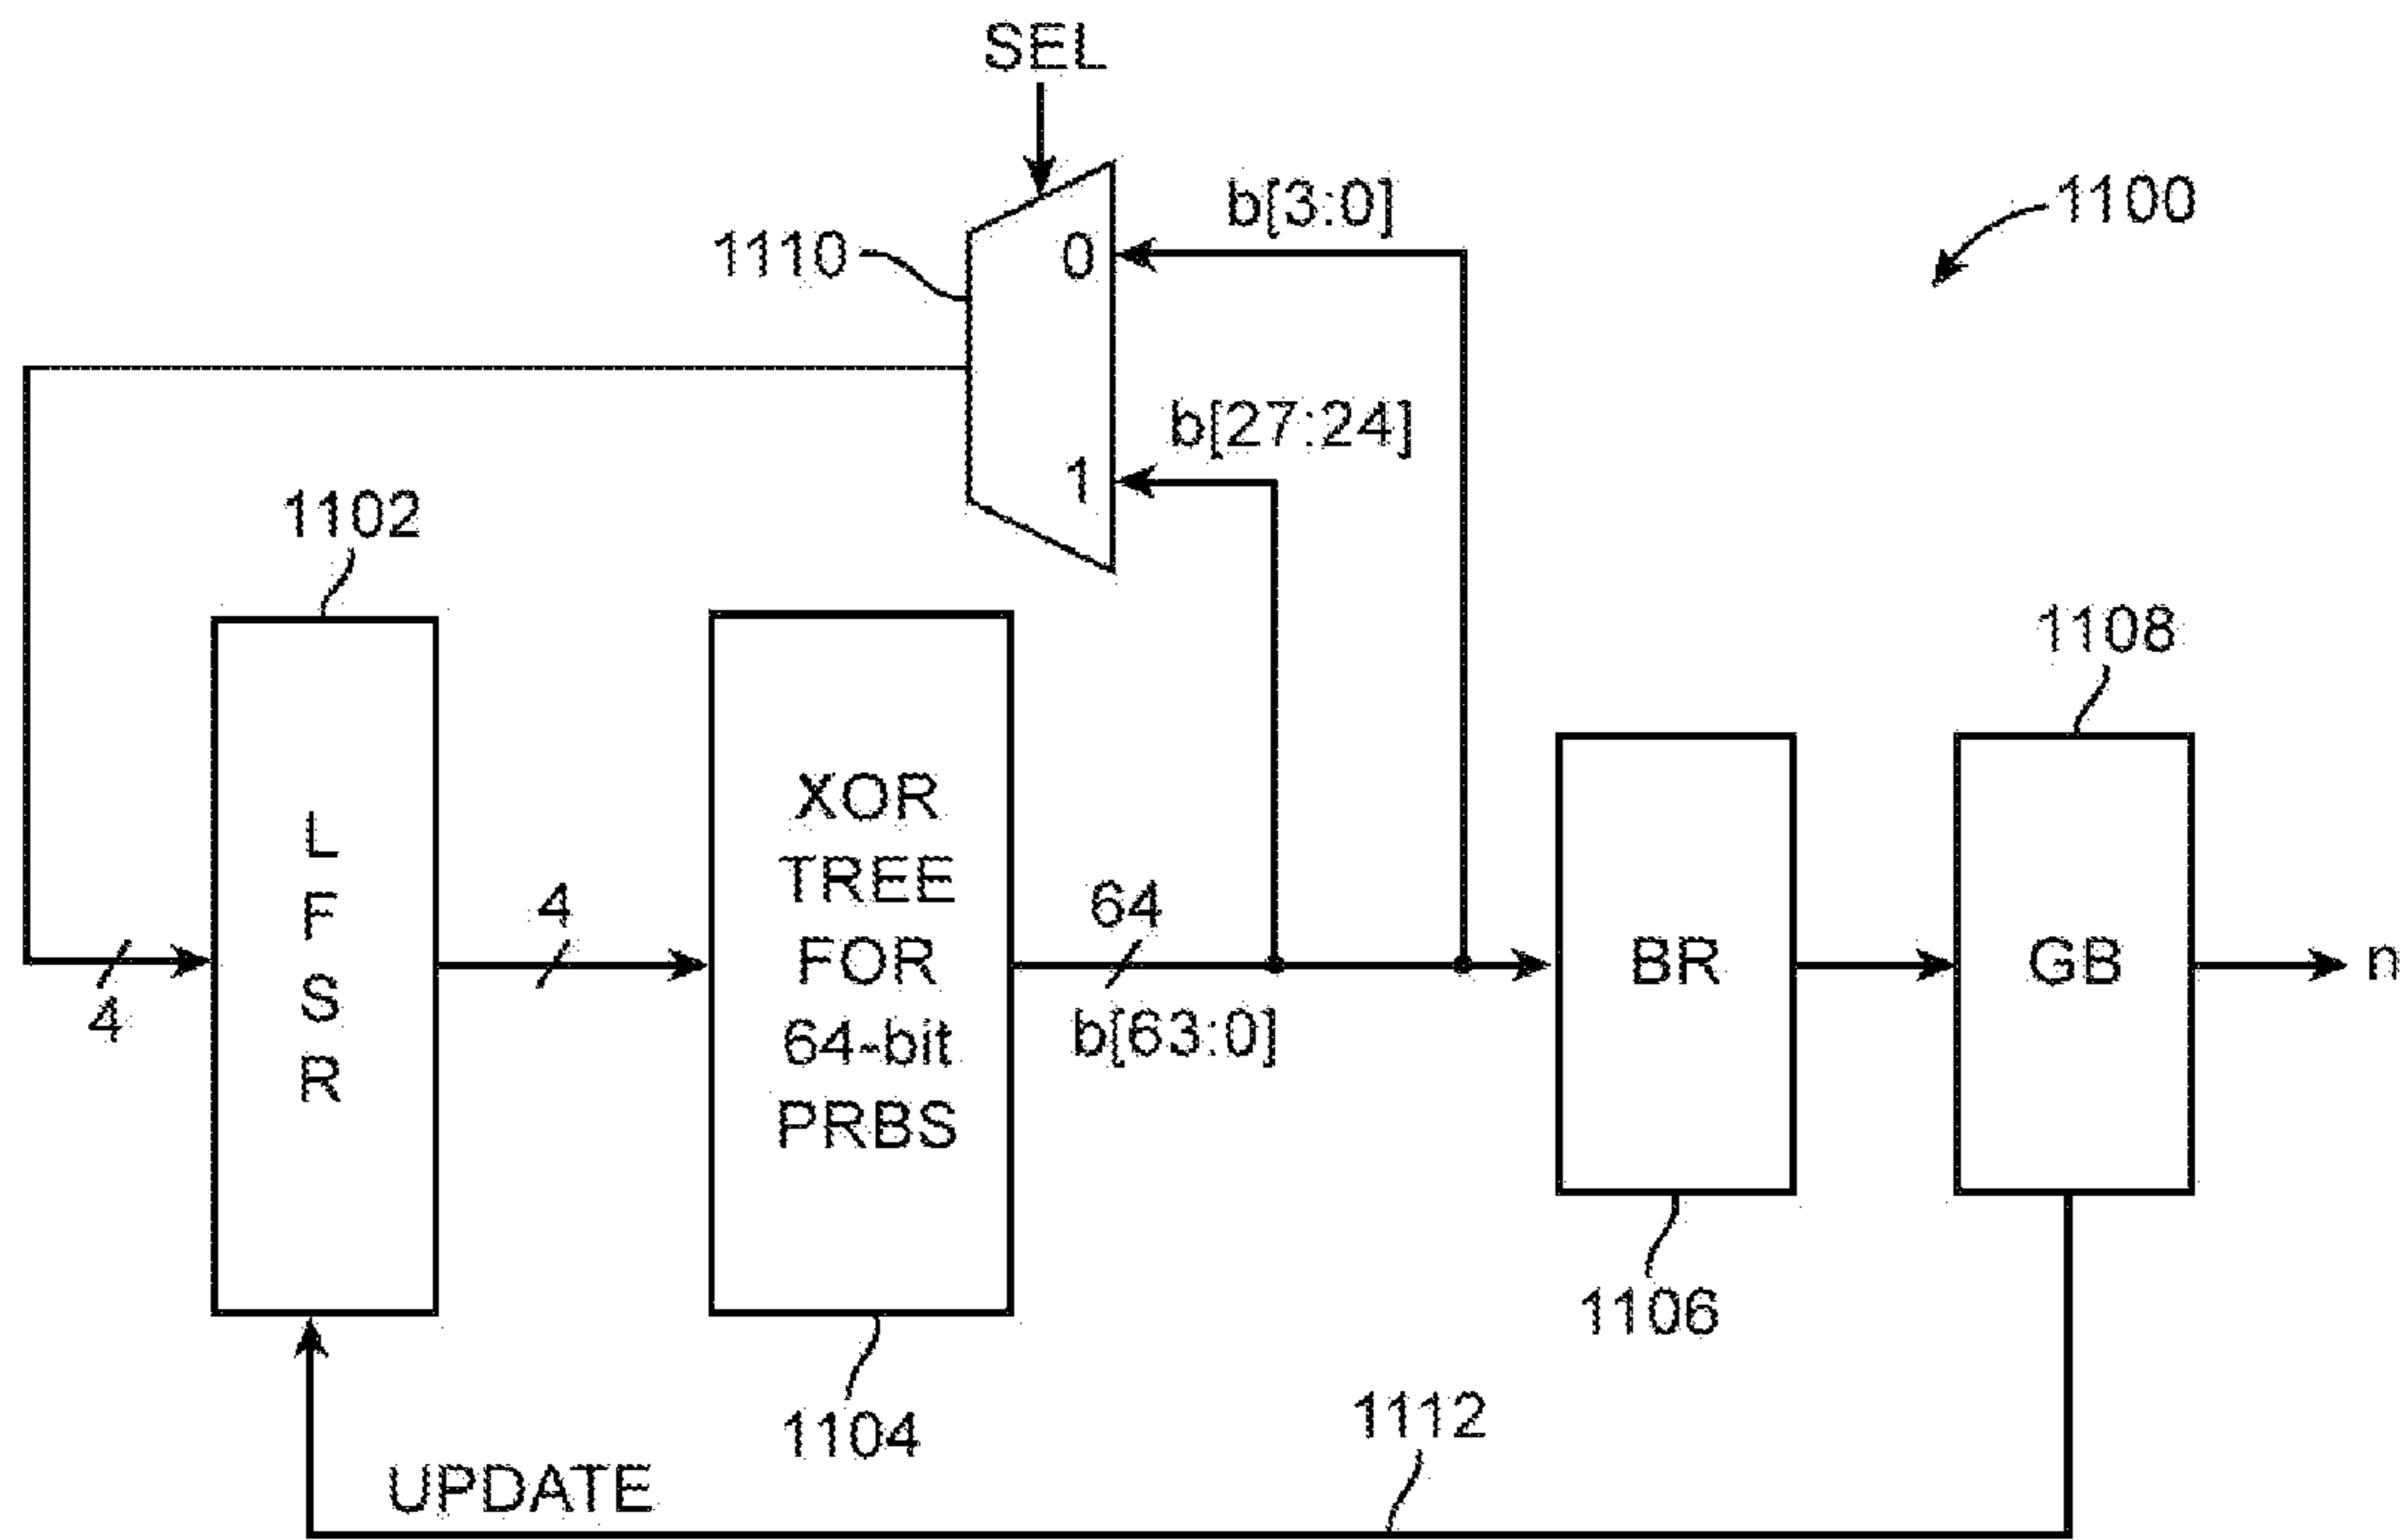 SEL
b[3:0]
1100
1110
0
b[27:24]
1
1102
1108
L
F
S
R
4
4
XOR
TREE
FOR
64-bit
PRBS
64
b[63:0]
BR
GB
n
1106
1104
1112
UPDATE